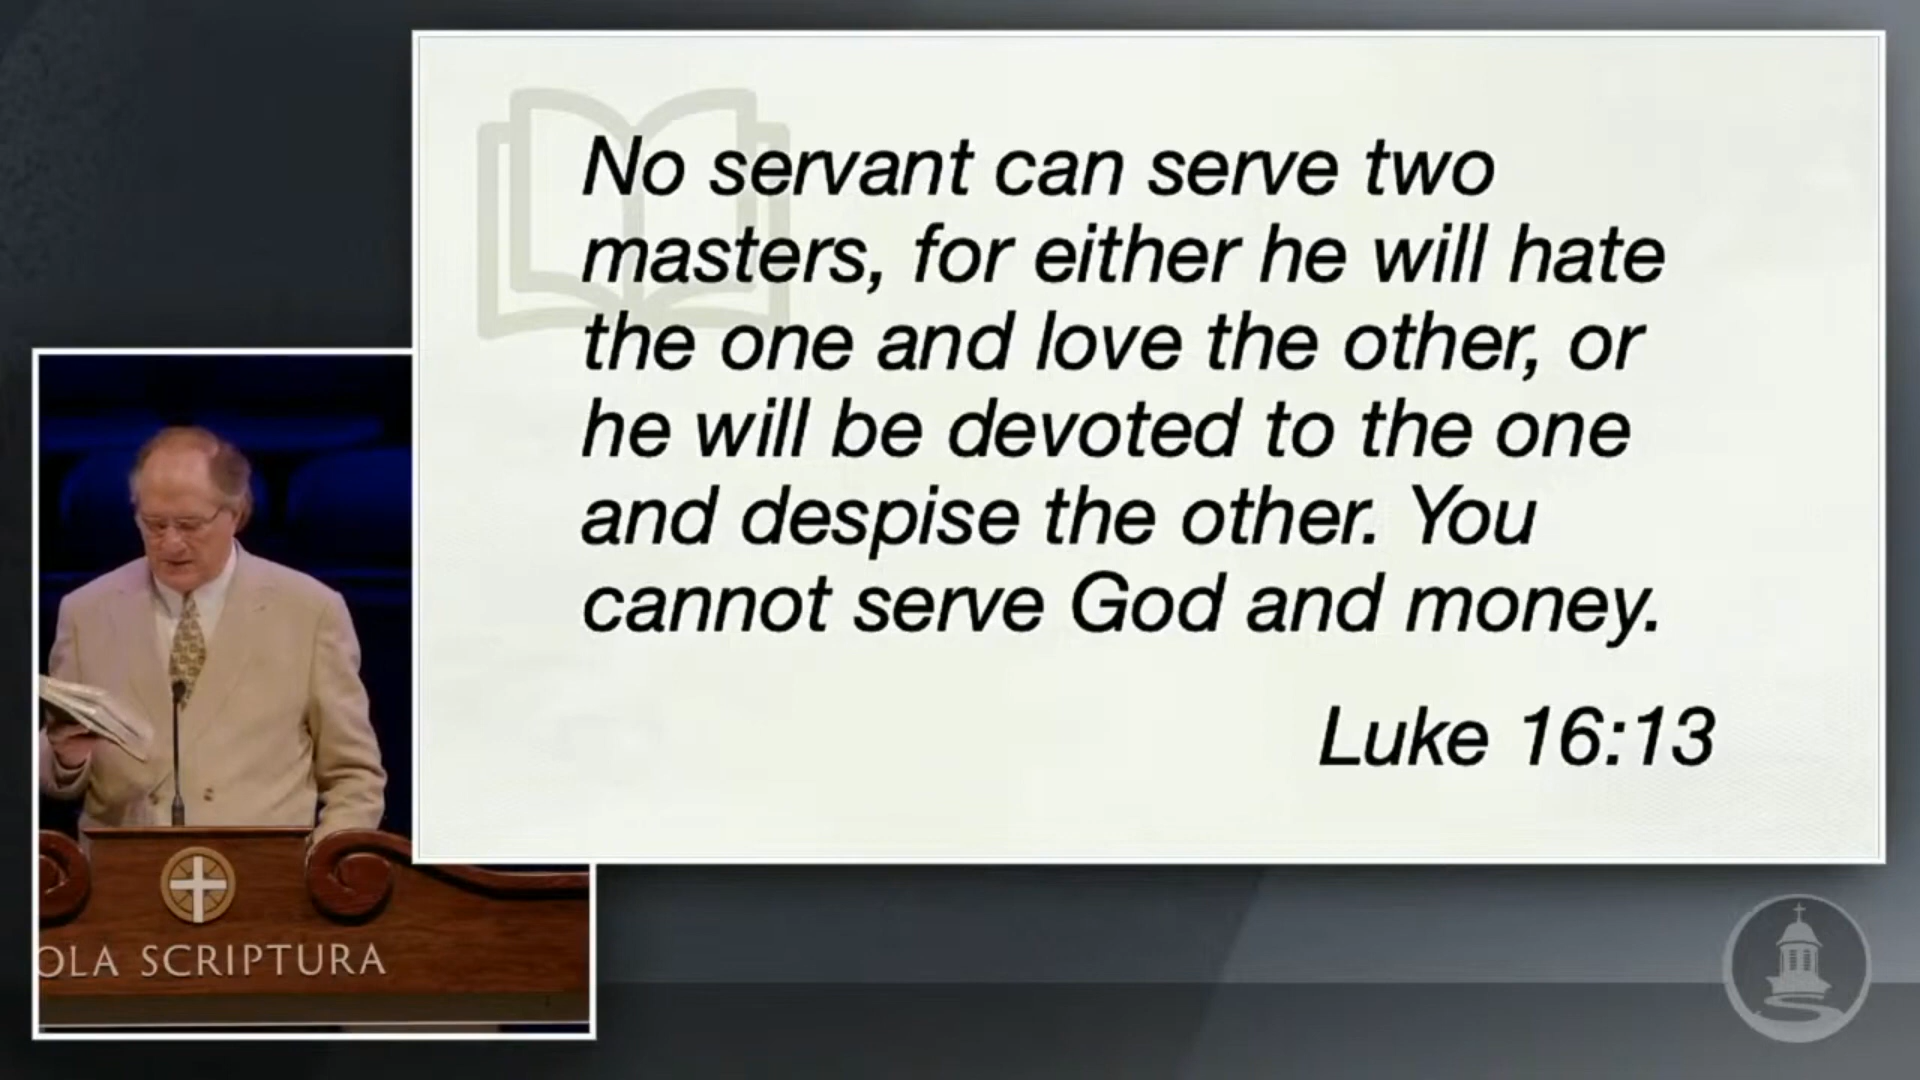 No servant can serve two
masters, for either he will hate
the one and love the other, or
he will be devoted to the one
and despise the other. You
cannot serve God and money.
Luke 16:13
OLA SCRIPTURA